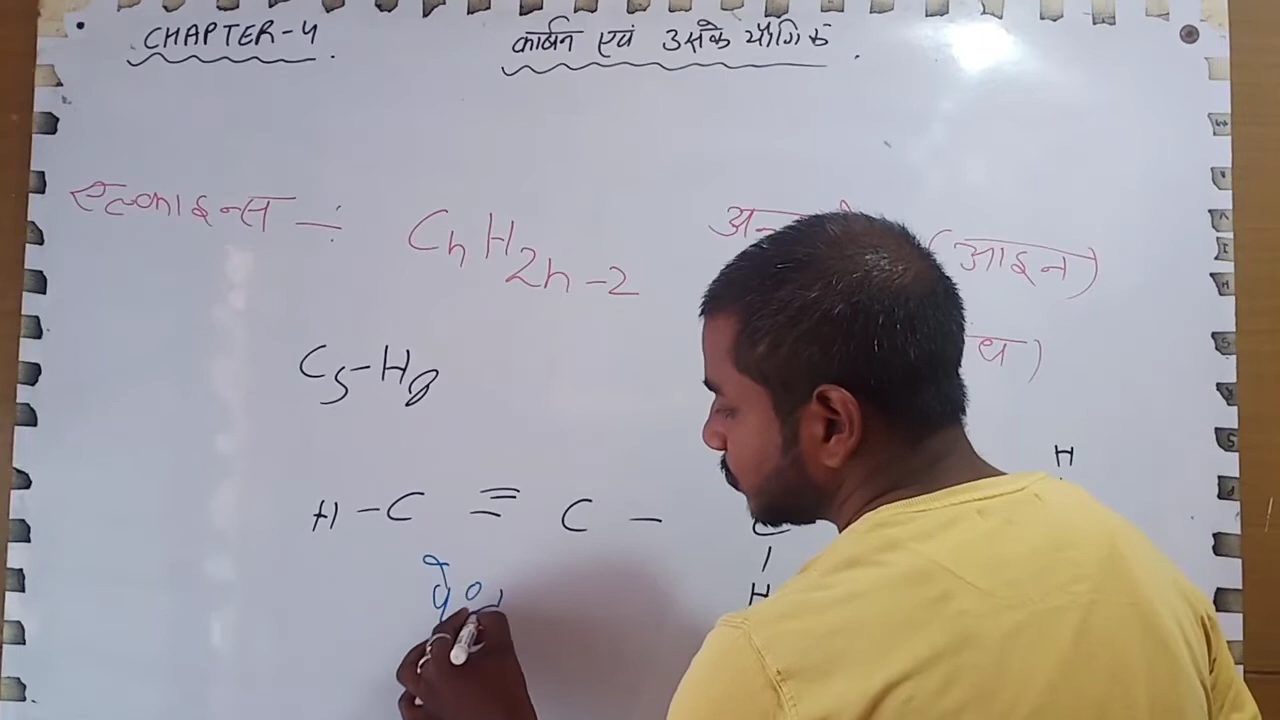 CHAPTER-4 कार्बन एवं उसके यौगिक
एल्काइन्स :- CnH2n-2 (आइन)
C5-H8
H
H-C ≡ C - C
H